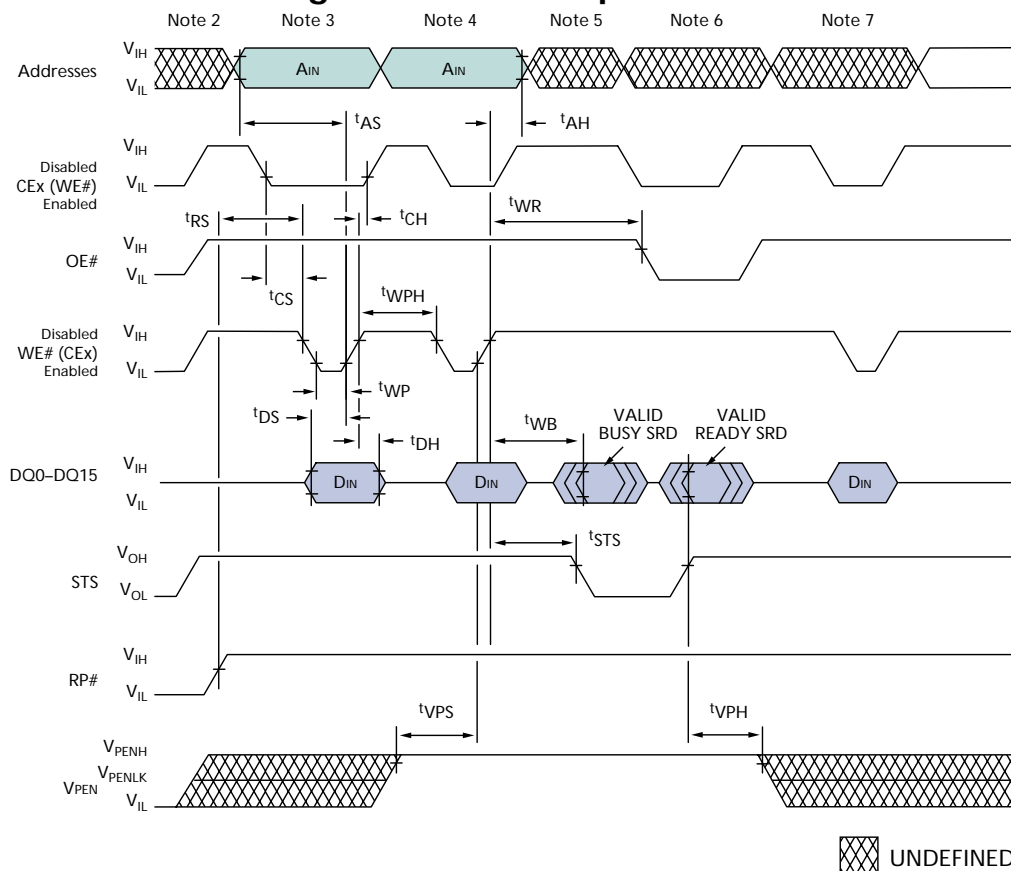 Note 2 Note 3 Note 4 Note 5 Note 6 Note 7
Addresses
VIH
VIL
AIN AIN
tAS
tAH
Disabled
CEx (WE#)
Enabled
VIH
VIL
tRS
tCH
tWR
OE#
VIH
VIL
tCS
tWPH
Disabled
WE# (CEx)
Enabled
VIH
VIL
tWP
tDS
tDH
tWB
VALID
BUSY SRD
VALID
READY SRD
DQ0–DQ15
VIH
VIL
DIN DIN DIN
tSTS
STS
VOH
VOL
RP#
VIH
VIL
tVPS
tVPH
VPEN
VPENH
VPENLK
VIL
UNDEFINED